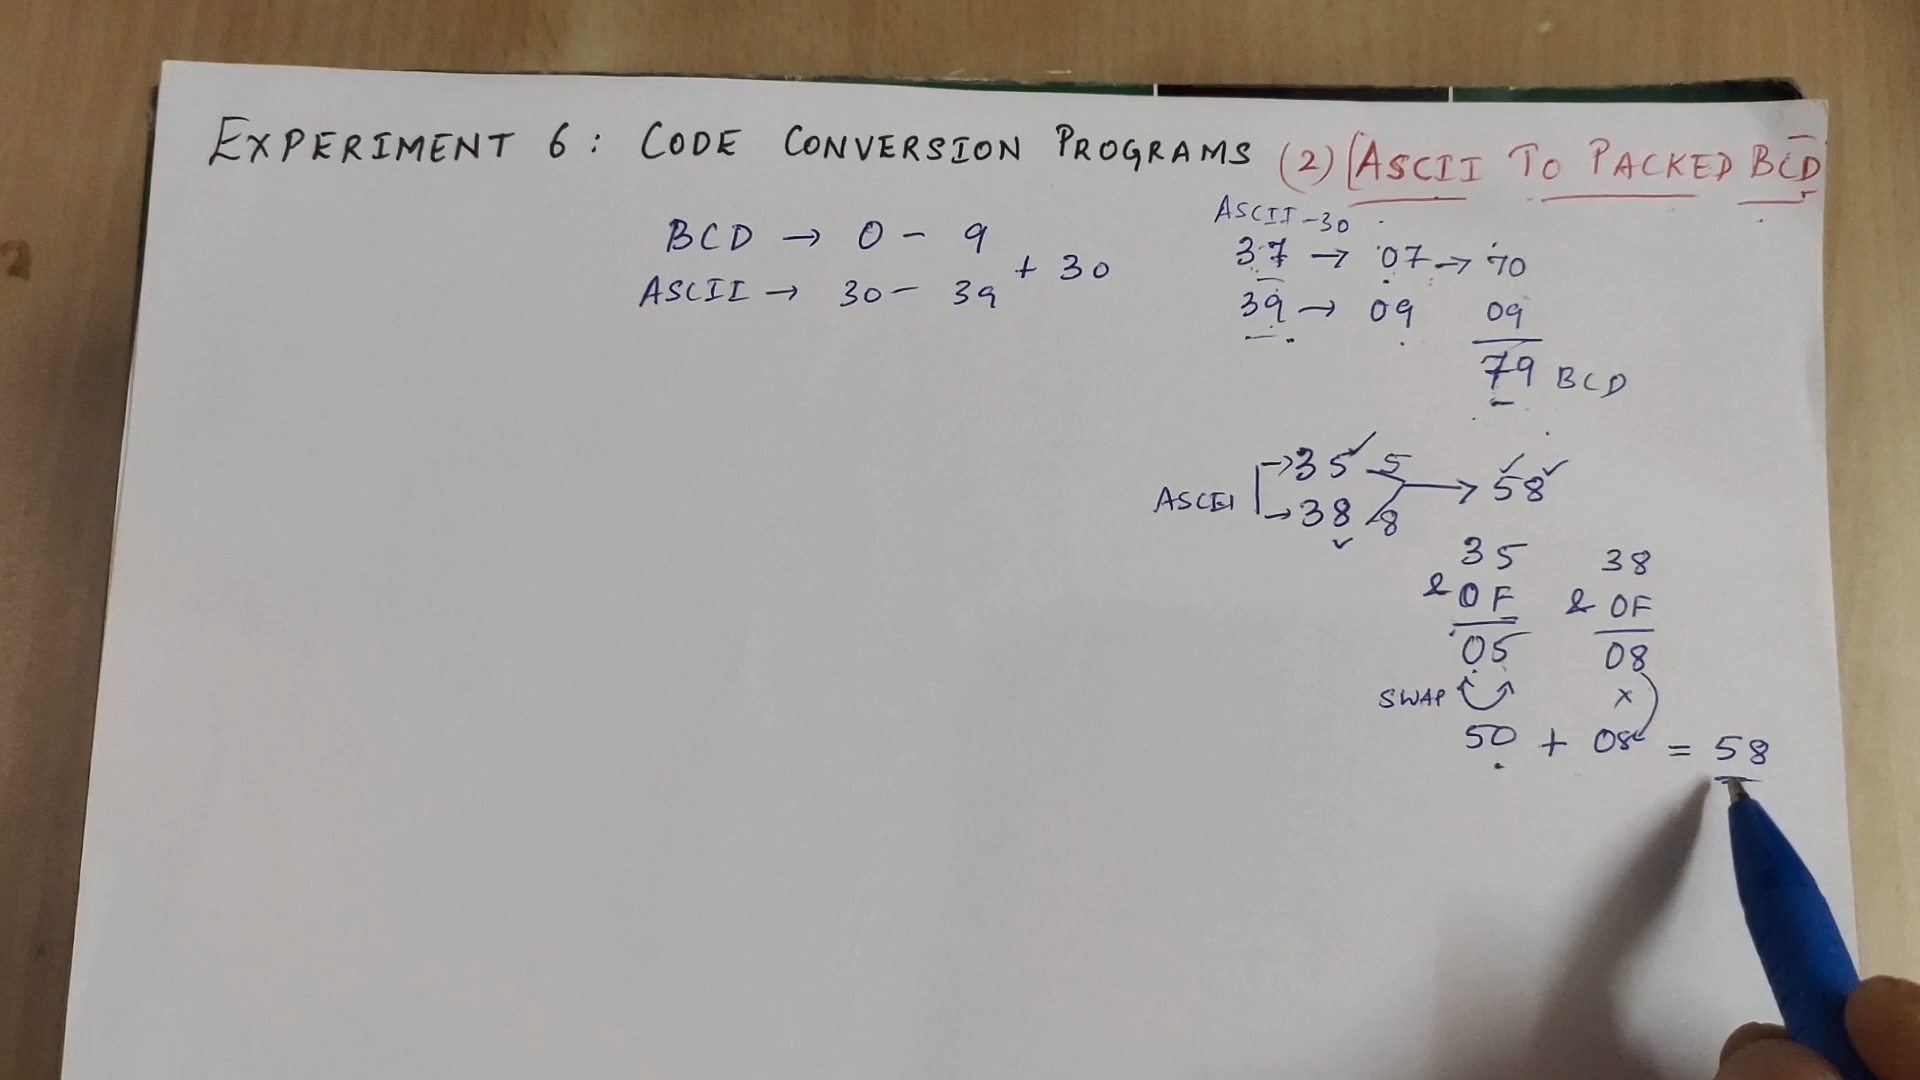 EXPERIMENT 6 : CODE CONVERSION PROGRAMS (2) [ASCII TO PACKED BCD
BCD → 0 - 9
ASCII → 30 - 39 + 30
ASCII -30
37 → 07 → 70
39 → 09 09
79 BCD
ASCII → 35 5 → 58
→ 38 8
35 38
& 0F & 0F
05 08
SWAP x
50 + 08 = 58